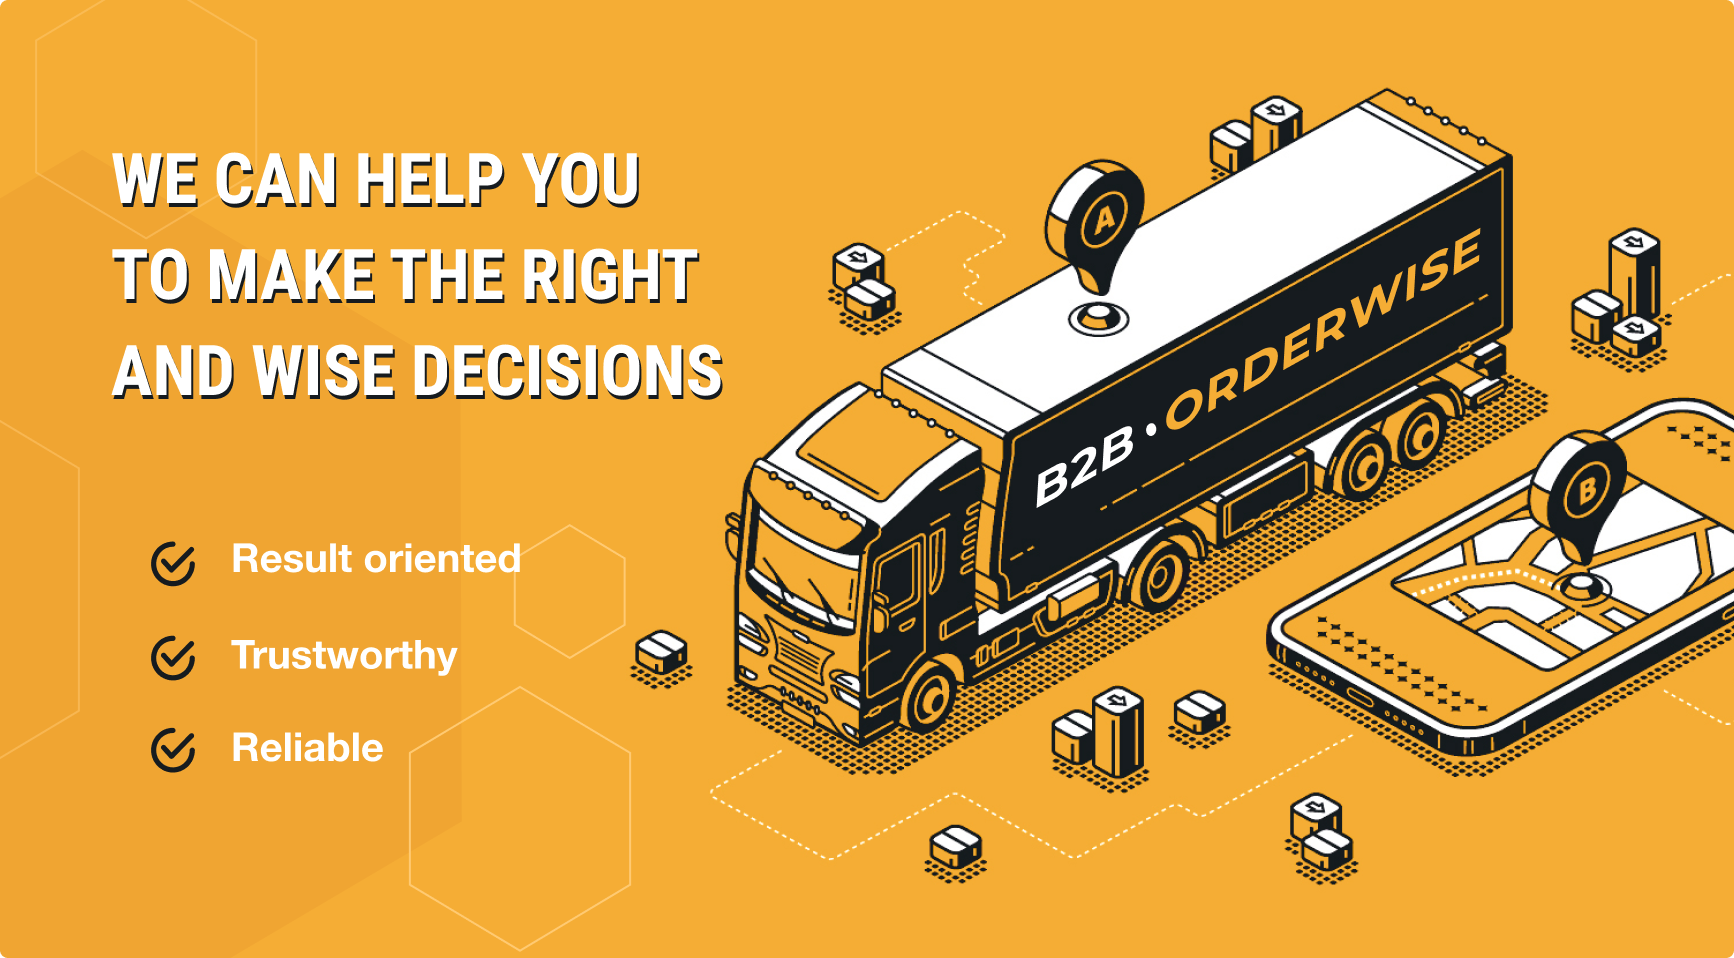 WE CAN HELP YOU
TO MAKE THE RIGHT
AND WISE DECISIONS
Result oriented
Trustworthy
Reliable
A
B2B • ORDERWISE
B